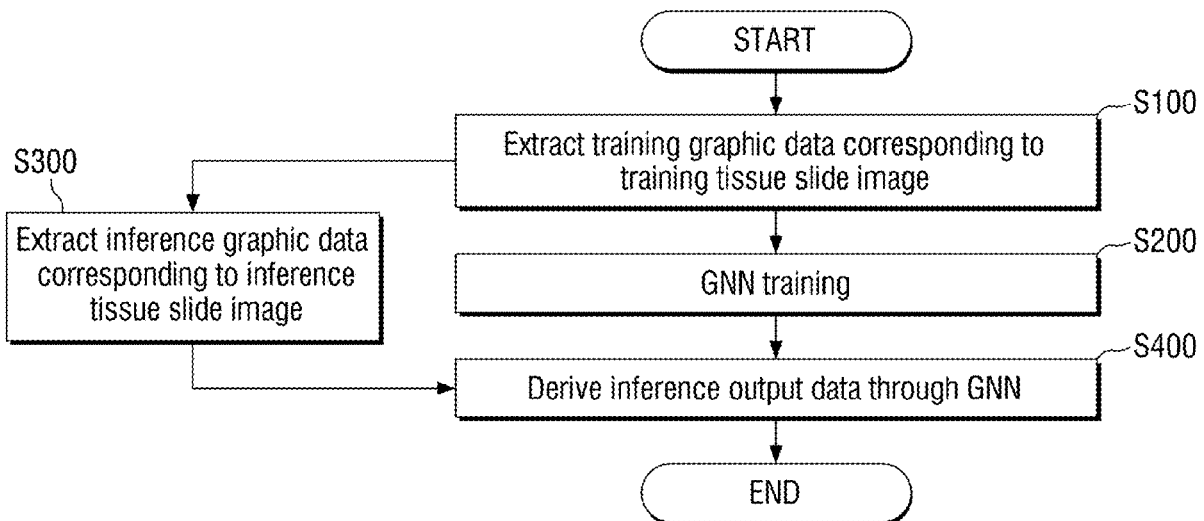 START
S100
Extract training graphic data corresponding to
training tissue slide image
S300
Extract inference graphic data
corresponding to inference
tissue slide image
S200
GNN training
S400
Derive inference output data through GNN
END